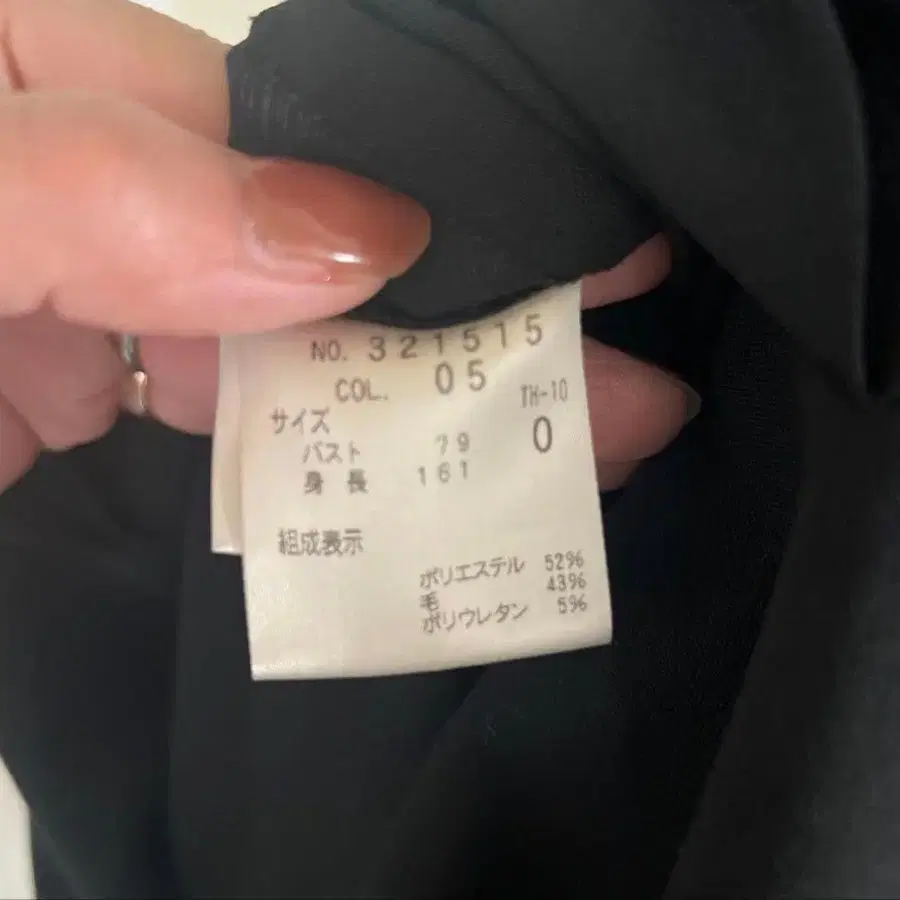 NO. 321515
COL. 05
TH-10
サイズ 0
バスト 79
身長 161
組成表示
ポリエステル 52%
毛 43%
ポリウレタン 5%